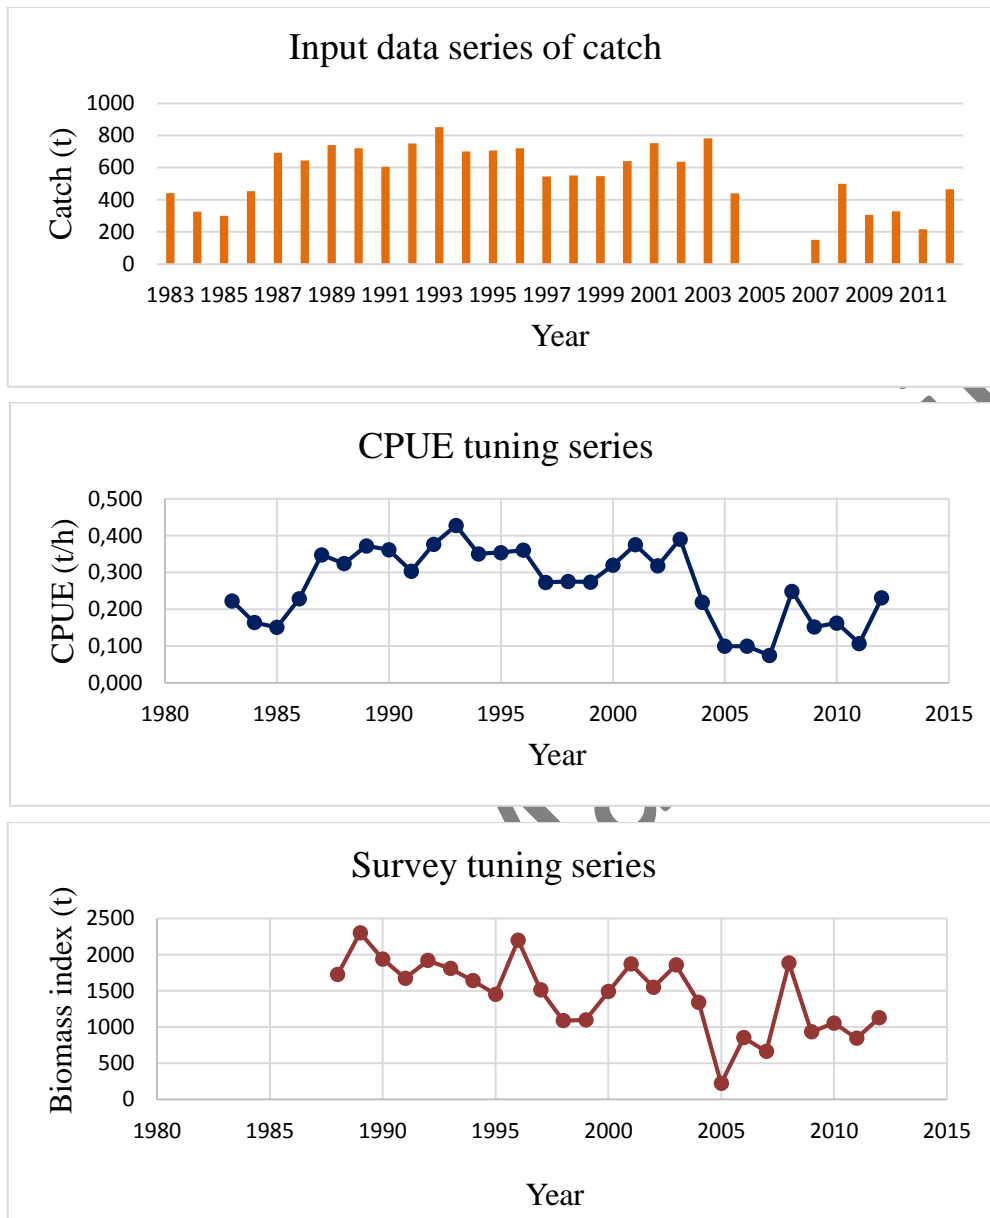 Input data series of catch
Catch (t)
1000
800
600
400
200
0
1983 1985 1987 1989 1991 1993 1995 1997 1999 2001 2003 2005 2007 2009 2011
Year
CPUE tuning series
CPUE (t/h)
0,500
0,400
0,300
0,200
0,100
0,000
1980 1985 1990 1995 2000 2005 2010 2015
Year
Survey tuning series
Biomass index (t)
2500
2000
1500
1000
500
0
1980 1985 1990 1995 2000 2005 2010 2015
Year